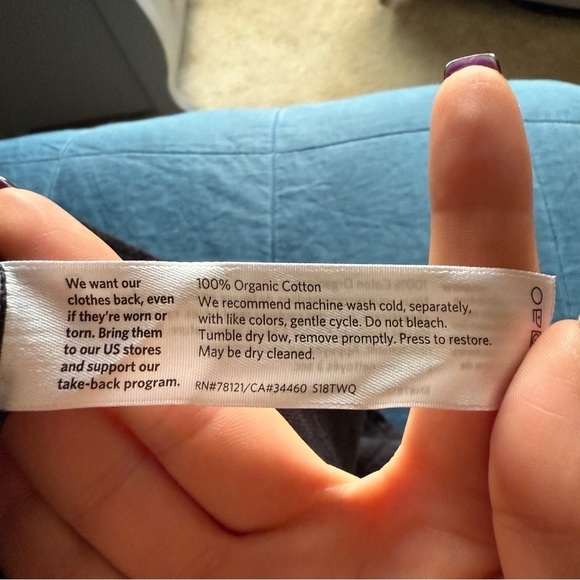 We want our
clothes back, even
if they're worn or
torn. Bring them
to our US stores
and support our
take-back program.
100% Organic Cotton
We recommend machine wash cold, separately,
with like colors, gentle cycle. Do not bleach.
Tumble dry low, remove promptly. Press to restore.
May be dry cleaned.
RN#78121/CA#34460 S18TWQ